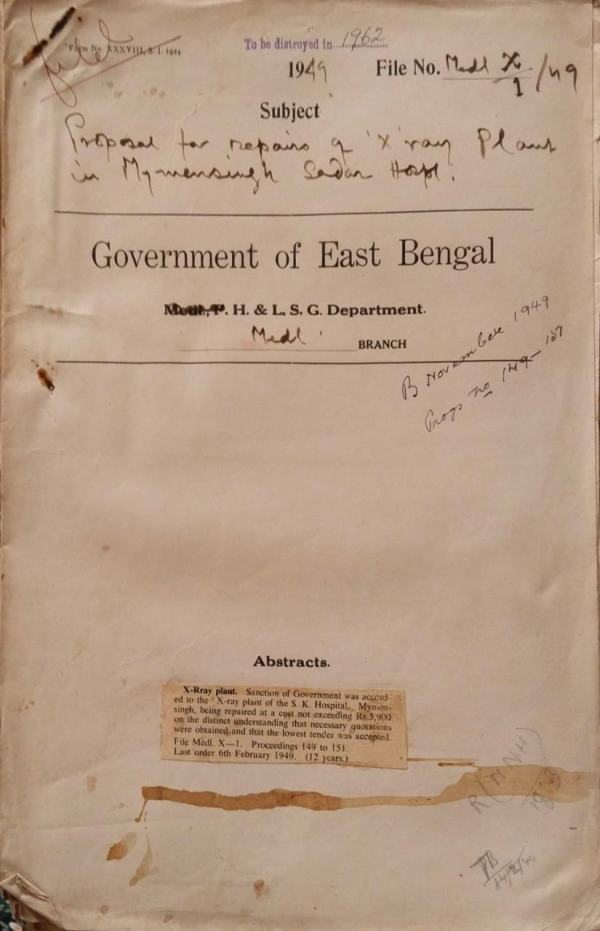 Form No. XXXVIII, S. I. 1924
To be distroyed in 1962
1949 File No. Medl X/1/49
Subject
Proposal for repairs of 'X' ray Plant
in Mymensingh Sadar Hospl.
Government of East Bengal
Medl., P. H. & L. S. G. Department.
Medl. BRANCH
B November 1949
Progs no 149-151
Abstracts.
X-Rray plant. Sanction of Government was accord-
ed to the X-ray plant of the S. K. Hospital, Mymen-
singh, being repaired at a cost not exceeding Rs.3,900
on the distinct understanding that necessary quotations
were obtained and that the lowest tender was accepted.
File Medl. X—1. Proceedings 149 to 151.
Last order 6th February 1949. (12 years.)